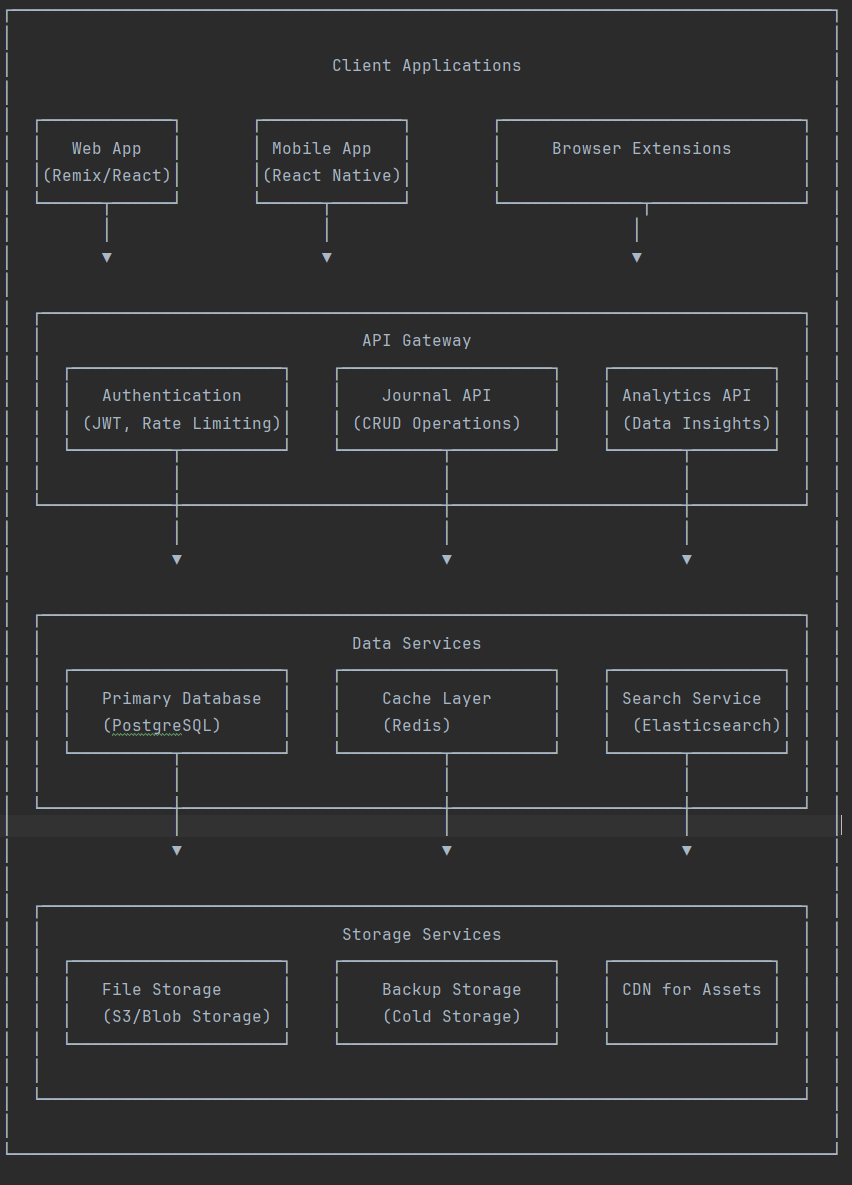 Client Applications
Web App Mobile App Browser Extensions
(Remix/React) (React Native)
API Gateway
Authentication Journal API Analytics API
(JWT, Rate Limiting) (CRUD Operations) (Data Insights)
Data Services
Primary Database Cache Layer Search Service
(PostgreSQL) (Redis) (Elasticsearch)
Storage Services
File Storage Backup Storage CDN for Assets
(S3/Blob Storage) (Cold Storage)